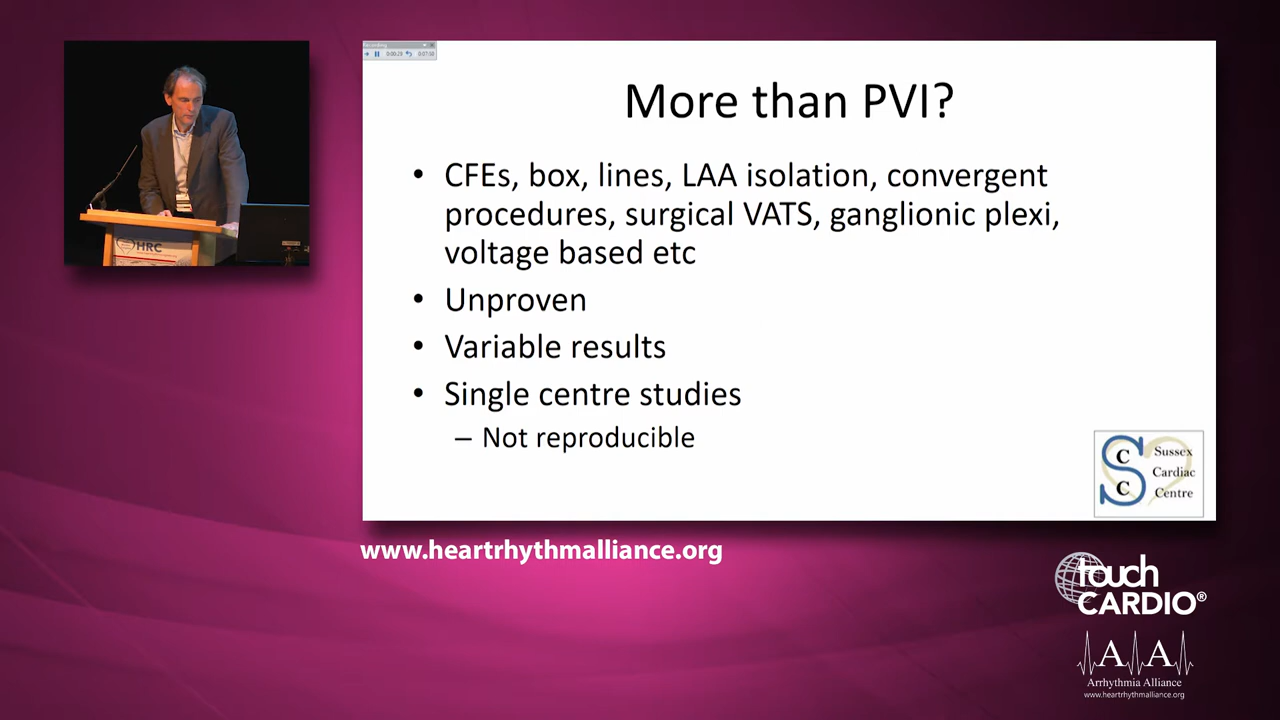 More than PVI?
• CFEs, box, lines, LAA isolation, convergent
procedures, surgical VATS, ganglionic plexi,
voltage based etc
• Unproven
• Variable results
• Single centre studies
– Not reproducible
S C C
Sussex
Cardiac
Centre
HRC
www.heartrhythmalliance.org
touch
CARDIO®
A A
Arrhythmia Alliance
www.heartrhythmalliance.org